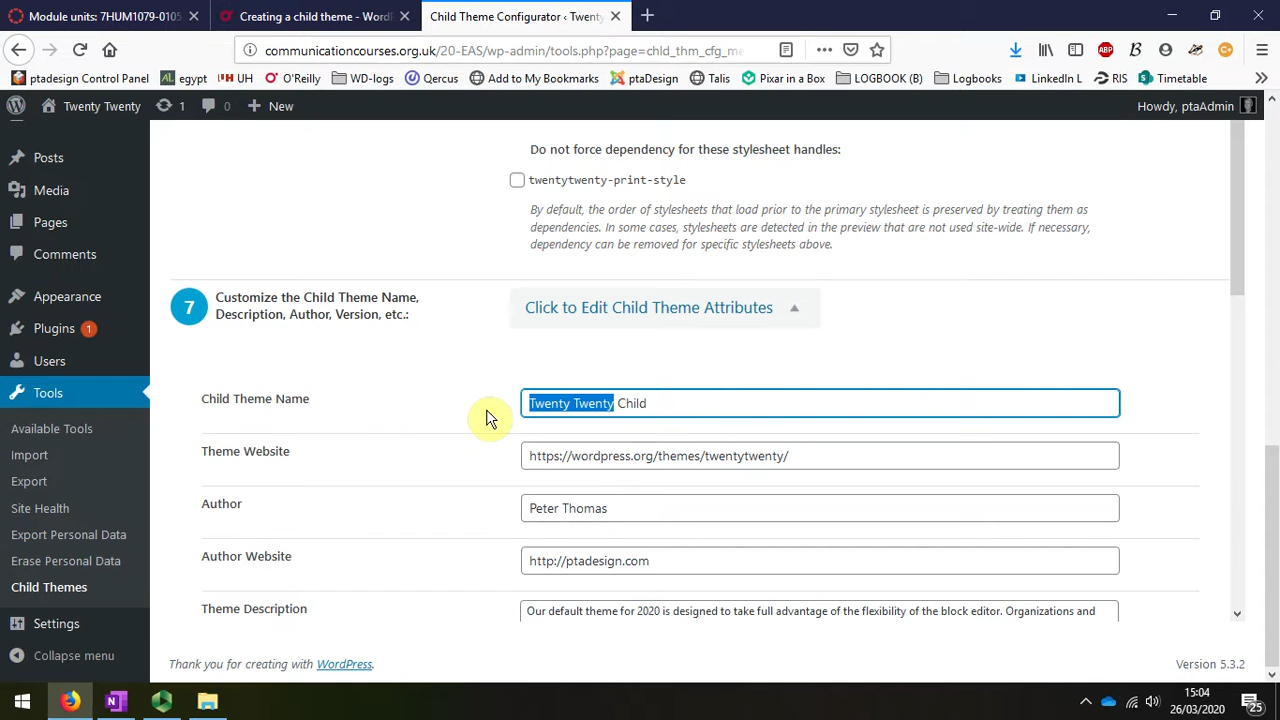 Module units: 7HUM1079-0105
Creating a child theme - WordP
Child Theme Configurator ‹ Twenty
communicationcourses.org.uk/20-EAS/wp-admin/tools.php?page=chld_thm_cfg_me
ABP
ptadesign Control Panel
AL egypt
UH UH
O'Reilly
WD-logs
Qercus
Add to My Bookmarks
ptaDesign
Talis
Pixar in a Box
LOGBOOK (B)
Logbooks
LinkedIN L
RIS
Timetable
Twenty Twenty
1
0
New
Howdy, ptaAdmin
Posts
Media
Pages
Comments
Appearance
Plugins 1
Users
Tools
Available Tools
Import
Export
Site Health
Export Personal Data
Erase Personal Data
Child Themes
Settings
Collapse menu
Do not force dependency for these stylesheet handles:
twentytwenty-print-style
By default, the order of stylesheets that load prior to the primary stylesheet is preserved by treating them as
dependencies. In some cases, stylesheets are detected in the preview that are not used site-wide. If necessary,
dependency can be removed for specific stylesheets above.
7
Customize the Child Theme Name,
Description, Author, Version, etc.:
Click to Edit Child Theme Attributes
Child Theme Name
Twenty Twenty Child
Theme Website
https://wordpress.org/themes/twentytwenty/
Author
Peter Thomas
Author Website
http://ptadesign.com
Theme Description
Our default theme for 2020 is designed to take full advantage of the flexibility of the block editor. Organizations and
Thank you for creating with WordPress.
Version 5.3.2
15:04
26/03/2020
25